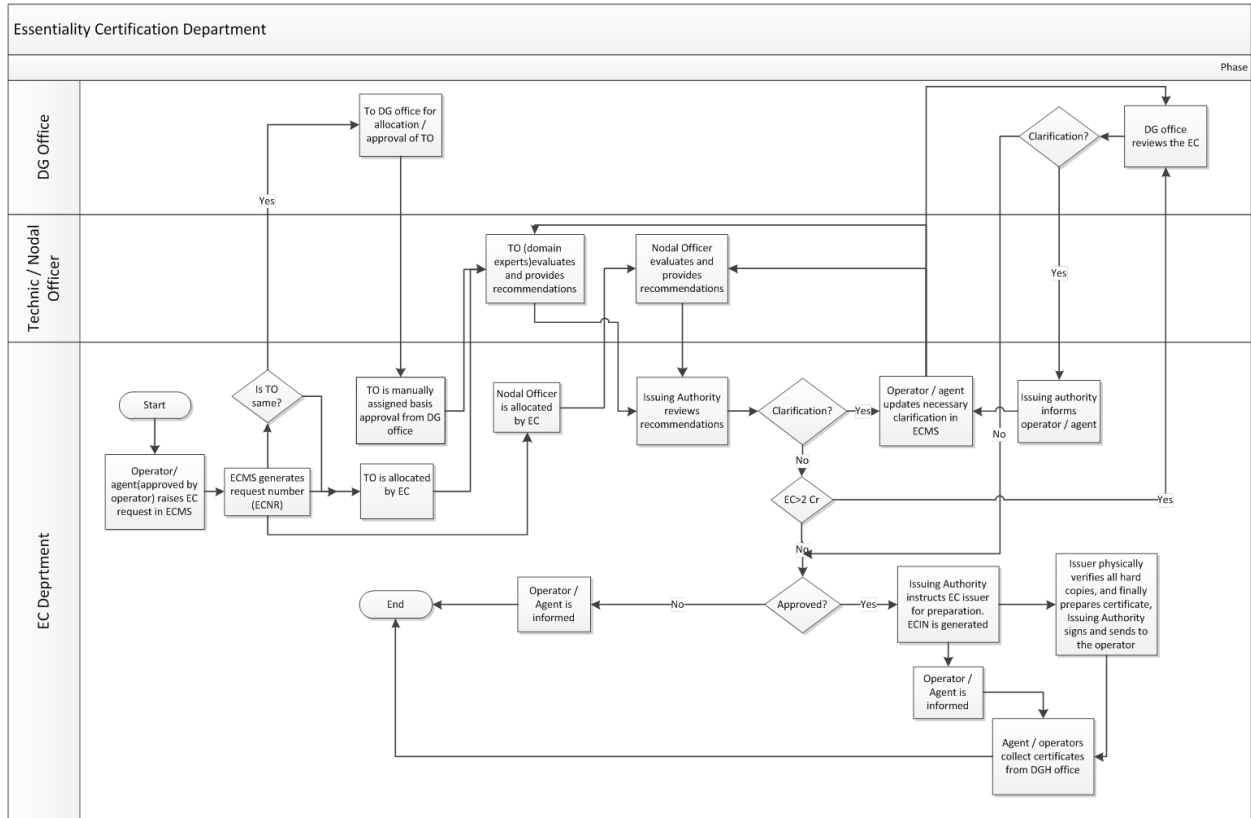 Essentiality Certification Department
Phase
DG Office
To DG office for
allocation /
approval of TO
Yes
Clarification?
DG office
reviews the EC
Technic / Nodal
Officer
TO (domain
experts)evaluates
and provides
recommendations
Nodal Officer
evaluates and
provides
recommendations
Yes
EC Deprtment
Start
Operator/
agent(approved by
operator) raises EC
request in ECMS
Is TO
same?
ECMS generates
request number
(ECNR)
TO is manually
assigned basis
approval from DG
office
TO is allocated
by EC
Nodal Officer
is allocated
by EC
Issuing Authority
reviews
recommendations
Clarification?
Yes
Operator / agent
updates necessary
clarification in
ECMS
Issuing authority
informs
operator / agent
No
No
EC>2 Cr
Yes
No
Approved?
No
Operator /
Agent is
informed
End
Yes
Issuing Authority
instructs EC issuer
for preparation.
ECIN is generated
Issuer physically
verifies all hard
copies, and finally
prepares certificate,
Issuing Authority
signs and sends to
the operator
Operator /
Agent is
informed
Agent / operators
collect certificates
from DGH office